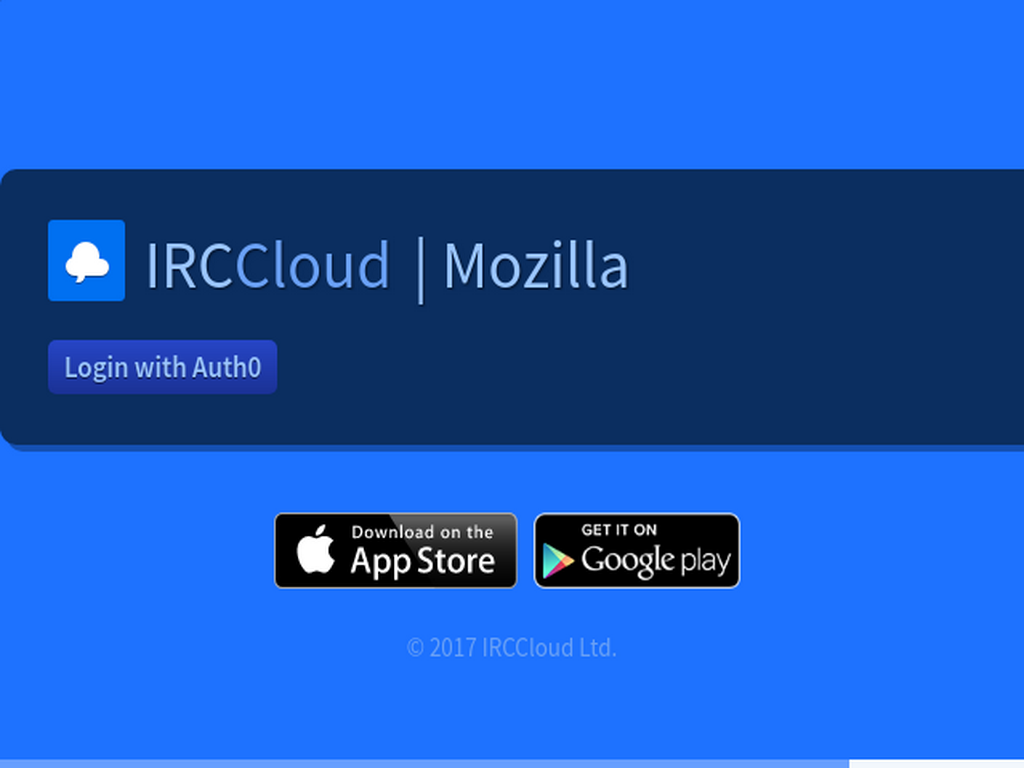 IRCCloud | Mozilla
Login with Auth0
Download on the
App Store
GET IT ON
Google play
© 2017 IRCCloud Ltd.